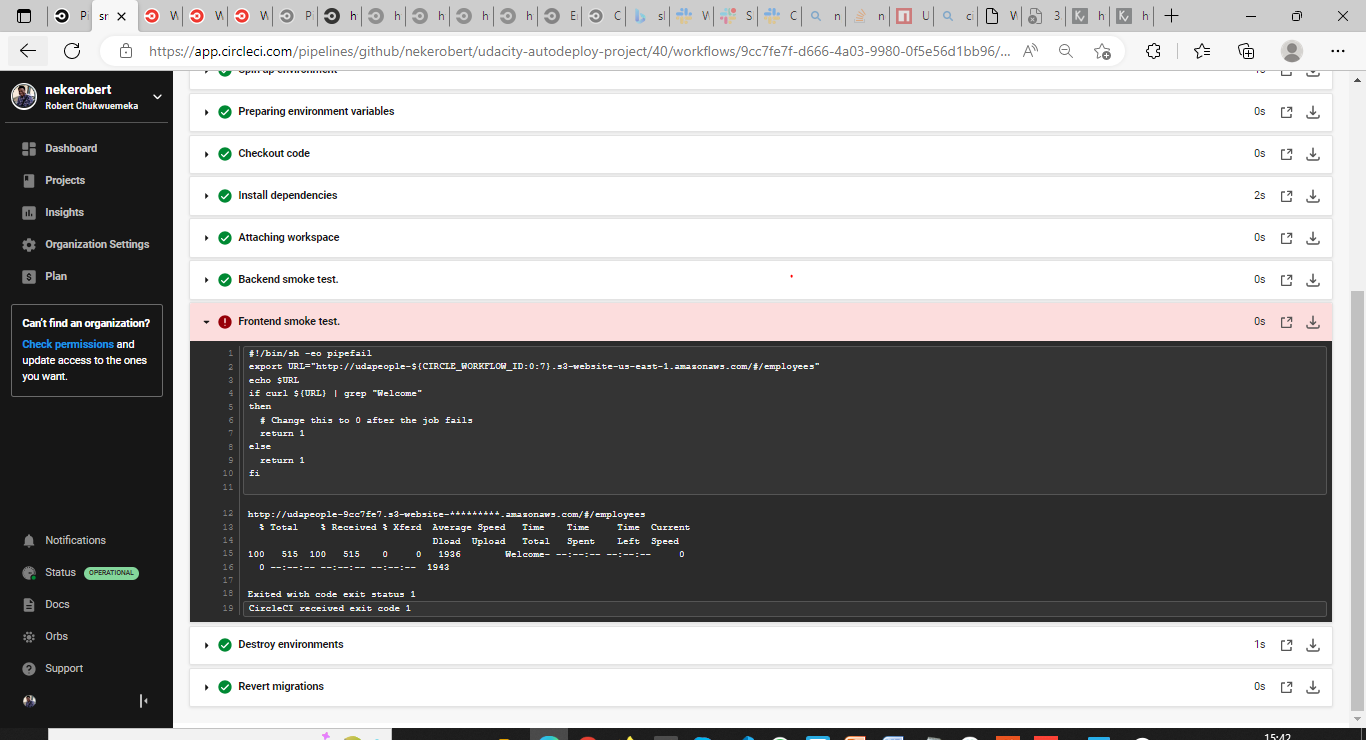 https://app.circleci.com/pipelines/github/nekerobert/udacity-autodeploy-project/40/workflows/9cc7fe7f-d666-4a03-9980-0f5e56d1bb96/...
nekerobert
Robert Chukwuemeka
Dashboard
Projects
Insights
Organization Settings
Plan
Can't find an organization?
Check permissions and
update access to the ones
you want.
Notifications
Status OPERATIONAL
Docs
Orbs
Support
Spin up environment 1s
Preparing environment variables 0s
Checkout code 0s
Install dependencies 2s
Attaching workspace 0s
Backend smoke test. 0s
Frontend smoke test. 0s
1 #!/bin/sh -eo pipefail
2 export URL="http://udapeople-${CIRCLE_WORKFLOW_ID:0:7}.s3-website-us-east-1.amazonaws.com/#/employees"
3 echo $URL
4 if curl ${URL} | grep "Welcome"
5 then
6 # Change this to 0 after the job fails
7 return 1
8 else
9 return 1
10 fi
11
12 http://udapeople-9cc7fe7.s3-website-*********.amazonaws.com/#/employees
13 % Total % Received % Xferd Average Speed Time Time Time Current
14 Dload Upload Total Spent Left Speed
15 100 515 100 515 0 0 1936 Welcome- --:--:-- --:--:-- 0
16 0 --:--:-- --:--:-- --:--:-- 1943
17
18 Exited with code exit status 1
19 CircleCI received exit code 1
Destroy environments 1s
Revert migrations 0s
15:42